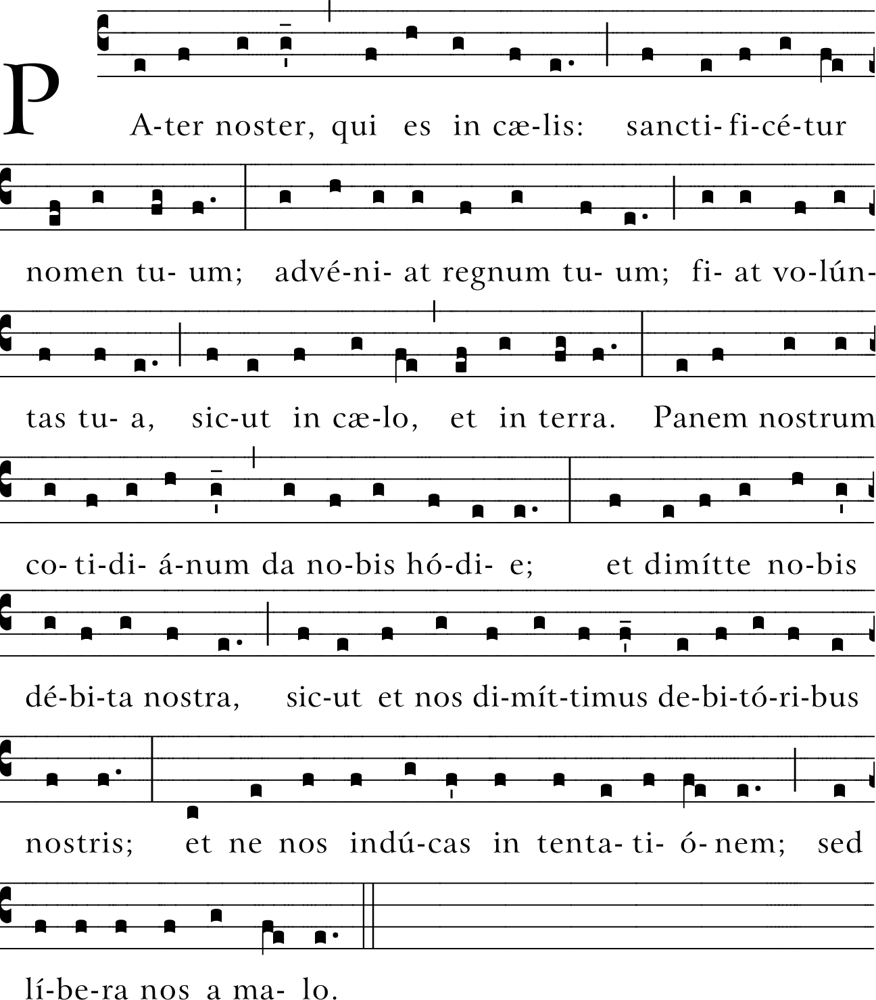 PA-ter noster, qui es in cæ-lis: sancti-fi-cé-tur
nomen tu- um; advé-ni- at regnum tu- um; fi- at vo-lún-
tas tu- a, sic-ut in cæ-lo, et in terra. Panem nostrum
co-ti-di- á-num da no-bis hó-di- e; et dimítte no-bis
dé-bi-ta nostra, sic-ut et nos di-mít-timus de-bi-tó-ri-bus
nostris; et ne nos indú-cas in tenta- ti- ó- nem; sed
lí-be-ra nos a ma- lo.